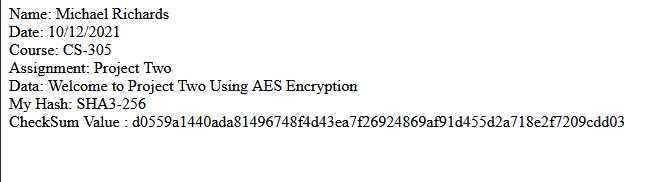 Name: Michael Richards
Date: 10/12/2021
Course: CS-305
Assignment: Project Two
Data: Welcome to Project Two Using AES Encryption
My Hash: SHA3-256
CheckSum Value : d0559a1440ada81496748f4d43ea7f26924869af91d455d2a718e2f7209cdd03